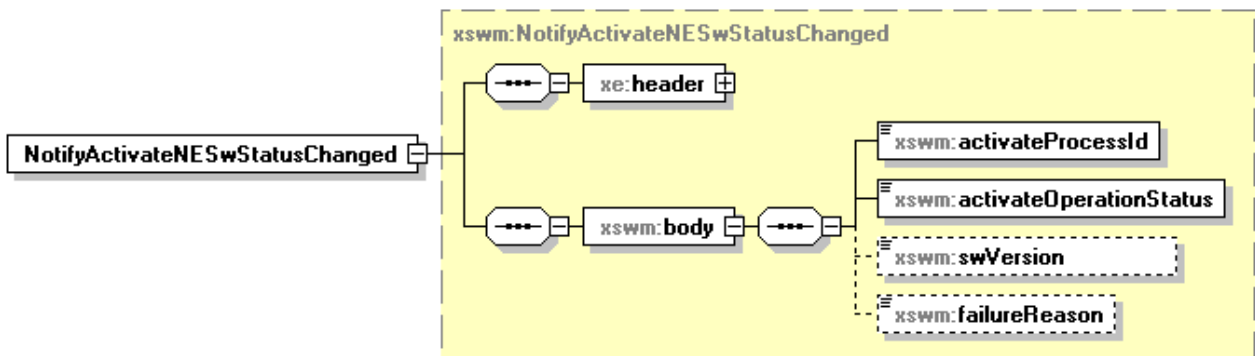 xswm:NotifyActivateNESwStatusChanged
xe:header
NotifyActivateNESwStatusChanged
xswm:activateProcessId
xswm:activateOperationStatus
xswm:body
xswm:swVersion
xswm:failureReason